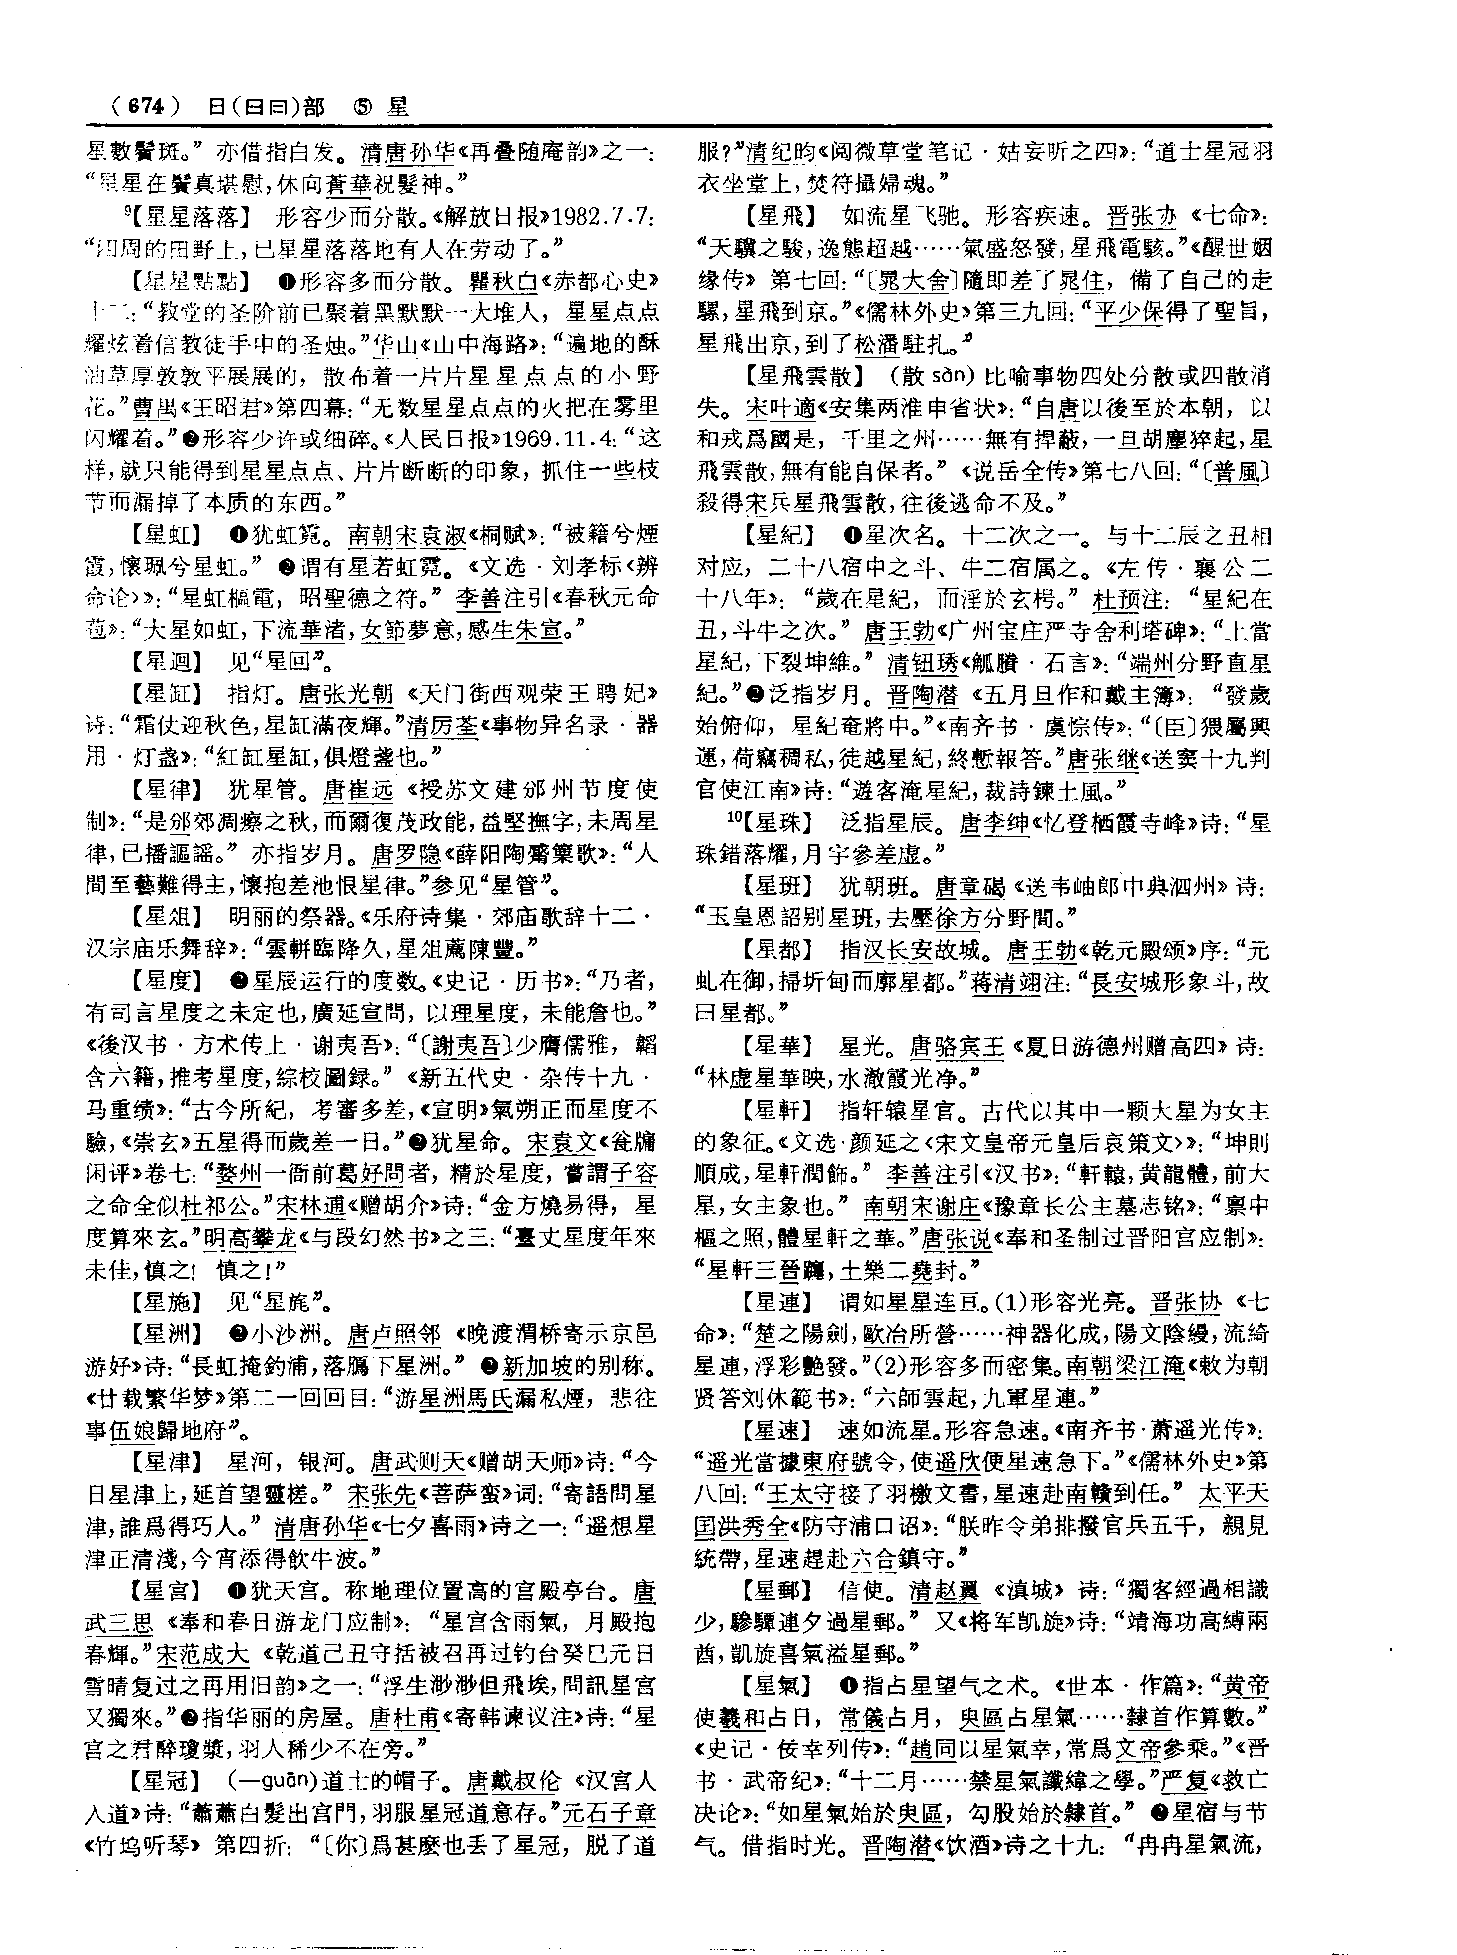 （674）　日(曰⺜)部　⑤　星
星數鬢斑。”亦借指白发。清唐孙华《再叠随庵韵》之一：
“星星在鬢真堪慰，休向蒼華祝髮神。”
⁹【星星落落】　形容少而分散。《解放日报》1982.7.7：
“四周的田野上，已星星落落地有人在劳动了。”
【星星點點】　❶形容多而分散。瞿秋白《赤都心史》
十二：“教堂的圣阶前已聚着黑默默一大堆人，星星点点
耀炫着信教徒手中的圣烛。”华山《山中海路》：“遍地的酥
油草厚敦敦平展展的，散布着一片片星星点点的小野
花。”曹禺《王昭君》第四幕：“无数星星点点的火把在雾里
闪耀着。”❷形容少许或细碎。《人民日报》1969.11.4：“这
样，就只能得到星星点点、片片断断的印象，抓住一些枝
节而漏掉了本质的东西。”
【星虹】　❶犹虹霓。南朝宋袁淑《桐赋》：“被籍兮煙
霞，懷珮兮星虹。”❷谓有星若虹霓。《文选·刘孝标〈辨
命论〉》：“星虹樞電，昭聖德之符。”李善注引《春秋元命
苞》：“大星如虹，下流華渚，女節夢意，感生朱宣。”
【星迴】　见“星回”。
【星缸】　指灯。唐张光朝《天门街西观荣王聘妃》
诗：“霜仗迎秋色，星缸滿夜輝。”清厉荃《事物异名录·器
用·灯盏》：“紅缸星缸，俱燈盞也。”
【星律】　犹星管。唐崔远《授苏文建邠州节度使
制》：“是邠郊凋瘵之秋，而爾復茂政能，益堅撫字，未周星
律，已播謳謡。”亦指岁月。唐罗隐《薛阳陶觱篥歌》：“人
間至藝難得主，懷抱差池恨星律。”参见“星管”。
【星俎】　明丽的祭器。《乐府诗集·郊庙歌辞十二·
汉宗庙乐舞辞》：“雲軿臨降久，星俎薦陳豐。”
【星度】　❶星辰运行的度数。《史记·历书》：“乃者，
有司言星度之未定也，廣延宣問，以理星度，未能詹也。”
《後汉书·方术传上·谢夷吾》：“〔謝夷吾〕少膺儒雅，韜
含六籍，推考星度，綜校圖録。”《新五代史·杂传十九·
马重绩》：“古今所紀，考審多差，《宣明》氣朔正而星度不
驗，《崇玄》五星得而歲差一日。”❷犹星命。宋袁文《瓮牖
闲评》卷七：“婺州一衙前葛好問者，精於星度，嘗謂子容
之命全似杜祁公。”宋林逋《赠胡介》诗：“金方燒易得，星
度算來玄。”明高攀龙《与段幻然书》之三：“臺丈星度年來
未佳，慎之！慎之！”
【星施】　见“星旄”。
【星洲】　❶小沙洲。唐卢照邻《晚渡渭桥寄示京邑
游好》诗：“長虹掩釣浦，落鴈下星洲。”❷新加坡的别称。
《廿载繁华梦》第二一回回目：“游星洲馬氏漏私煙，悲往
事伍娘歸地府”。
【星津】　星河，银河。唐武则天《赠胡天师》诗：“今
日星津上，延首望靈槎。”宋张先《菩萨蛮》词：“寄語問星
津，誰爲得巧人。”清唐孙华《七夕喜雨》诗之一：“遥想星
津正清淺，今宵添得飲牛波。”
【星宫】　❶犹天宫。称地理位置高的宫殿亭台。唐
武三思《奉和春日游龙门应制》：“星宫含雨氣，月殿抱
春輝。”宋范成大《乾道己丑守括被召再过钓台癸巳元日
雪晴复过之再用旧韵》之一：“浮生渺渺但飛埃，問訊星宫
又獨來。”❷指华丽的房屋。唐杜甫《寄韩谏议注》诗：“星
宫之君醉瓊漿，羽人稀少不在旁。”
【星冠】　(—guān)道士的帽子。唐戴叔伦《汉宫人
入道》诗：“蕭蕭白髮出宫門，羽服星冠道意存。”元石子章
《竹坞听琴》第四折：“〔你〕爲甚麽也丢了星冠，脱了道
服？”清纪昀《阅微草堂笔记·姑妄听之四》：“道士星冠羽
衣坐堂上，焚符攝婦魂。”
【星飛】　如流星飞驰。形容疾速。晋张协《七命》：
“天驥之駿，逸態超越……氣盛怒發，星飛電駭。”《醒世姻
缘传》第七回：“〔晁大舍〕隨即差了晁住，備了自己的走
騾，星飛到京。”《儒林外史》第三九回：“平少保得了聖旨，
星飛出京，到了松潘駐扎。”
【星飛雲散】　(散 sàn) 比喻事物四处分散或四散消
失。宋叶適《安集两淮申省状》：“自唐以後至於本朝，以
和戎爲國是，千里之州……無有捍蔽，一旦胡塵猝起，星
飛雲散，無有能自保者。”《说岳全传》第七八回：“〔普風〕
殺得宋兵星飛雲散，往後逃命不及。”
【星紀】　❶星次名。十二次之一。与十二辰之丑相
对应，二十八宿中之斗、牛二宿属之。《左传·襄公二
十八年》：“歲在星紀，而淫於玄枵。”杜预注：“星紀在
丑，斗牛之次。”唐王勃《广州宝庄严寺舍利塔碑》：“上當
星紀，下裂坤維。”清钮琇《觚賸·石言》：“端州分野直星
紀。”❷泛指岁月。晋陶潜《五月旦作和戴主簿》：“發歲
始俯仰，星紀奄將中。”《南齐书·虞悰传》：“〔臣〕猥屬興
運，荷竊稠私，徒越星紀，終慙報答。”唐张继《送窦十九判
官使江南》诗：“遊客淹星紀，裁詩鍊土風。”
¹⁰【星珠】　泛指星辰。唐李绅《忆登栖霞寺峰》诗：“星
珠錯落耀，月宇參差虚。”
【星班】　犹朝班。唐章碣《送韦岫郎中典泗州》诗：
“玉皇恩詔别星班，去壓徐方分野間。”
【星都】　指汉长安故城。唐王勃《乾元殿颂》序：“元
虬在御，掃圻甸而廓星都。”蒋清翊注：“長安城形象斗，故
曰星都。”
【星華】　星光。唐骆宾王《夏日游德州赠高四》诗：
“林虚星華映，水澈霞光净。”
【星軒】　指轩辕星官。古代以其中一颗大星为女主
的象征。《文选·颜延之〈宋文皇帝元皇后哀策文〉》：“坤則
順成，星軒潤飾。”李善注引《汉书》：“軒轅，黄龍體，前大
星，女主象也。”南朝宋谢庄《豫章长公主墓志铭》：“禀中
樞之照，體星軒之華。”唐张说《奉和圣制过晋阳宫应制》：
“星軒三晉躔，土樂二堯封。”
【星連】　谓如星星连亘。(1)形容光亮。晋张协《七
命》：“楚之陽劍，歐冶所營……神器化成，陽文陰縵，流綺
星連，浮彩艷發。”(2)形容多而密集。南朝梁江淹《敕为朝
贤答刘休範书》：“六師雲起，九軍星連。”
【星速】　速如流星。形容急速。《南齐书·萧遥光传》：
“遥光當據東府號令，使遥欣便星速急下。”《儒林外史》第
八回：“王太守接了羽檄文書，星速赴南贛到任。”太平天
囯洪秀全《防守浦口诏》：“朕昨令弟排撥官兵五千，親見
統帶，星速趕赴六合鎮守。”
【星郵】　信使。清赵翼《滇城》诗：“獨客經過相識
少，驂驔連夕過星郵。”又《将军凯旋》诗：“靖海功高縛兩
酋，凱旋喜氣溢星郵。”
【星氣】　❶指占星望气之术。《世本·作篇》：“黄帝
使羲和占日，常儀占月，臾區占星氣……隸首作算數。”
《史记·佞幸列传》：“趙同以星氣幸，常爲文帝參乘。”《晋
书·武帝纪》：“十二月……禁星氣讖緯之學。”严复《救亡
决论》：“如星氣始於臾區，勾股始於隸首。”❷星宿与节
气。借指时光。晋陶潜《饮酒》诗之十九：“冉冉星氣流，